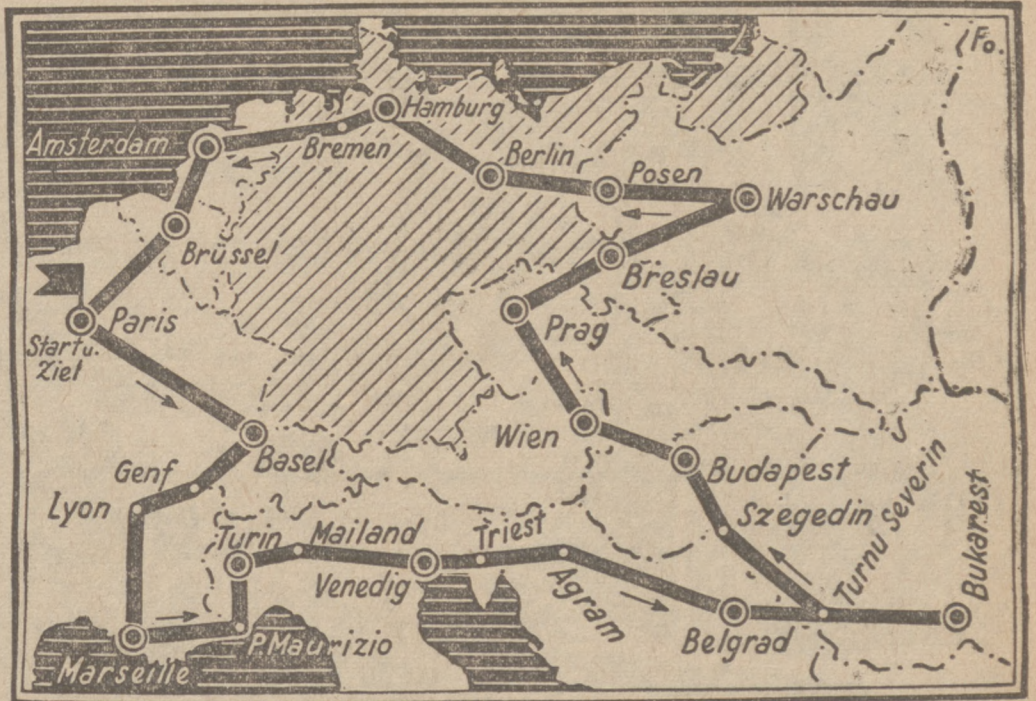 Fo.
Hamburg
Amsterdam
Bremen
Berlin
Posen
Warschau
Brüssel
Breslau
Paris
Prag
Start u.
Ziel
Wien
Basel
Budapest
Genf
Lyon
Szegedin
Turnu Severin
Bukarest
Turin
Mailand
Triest
Venedig
Agram
Belgrad
P. Maurizio
Marseille